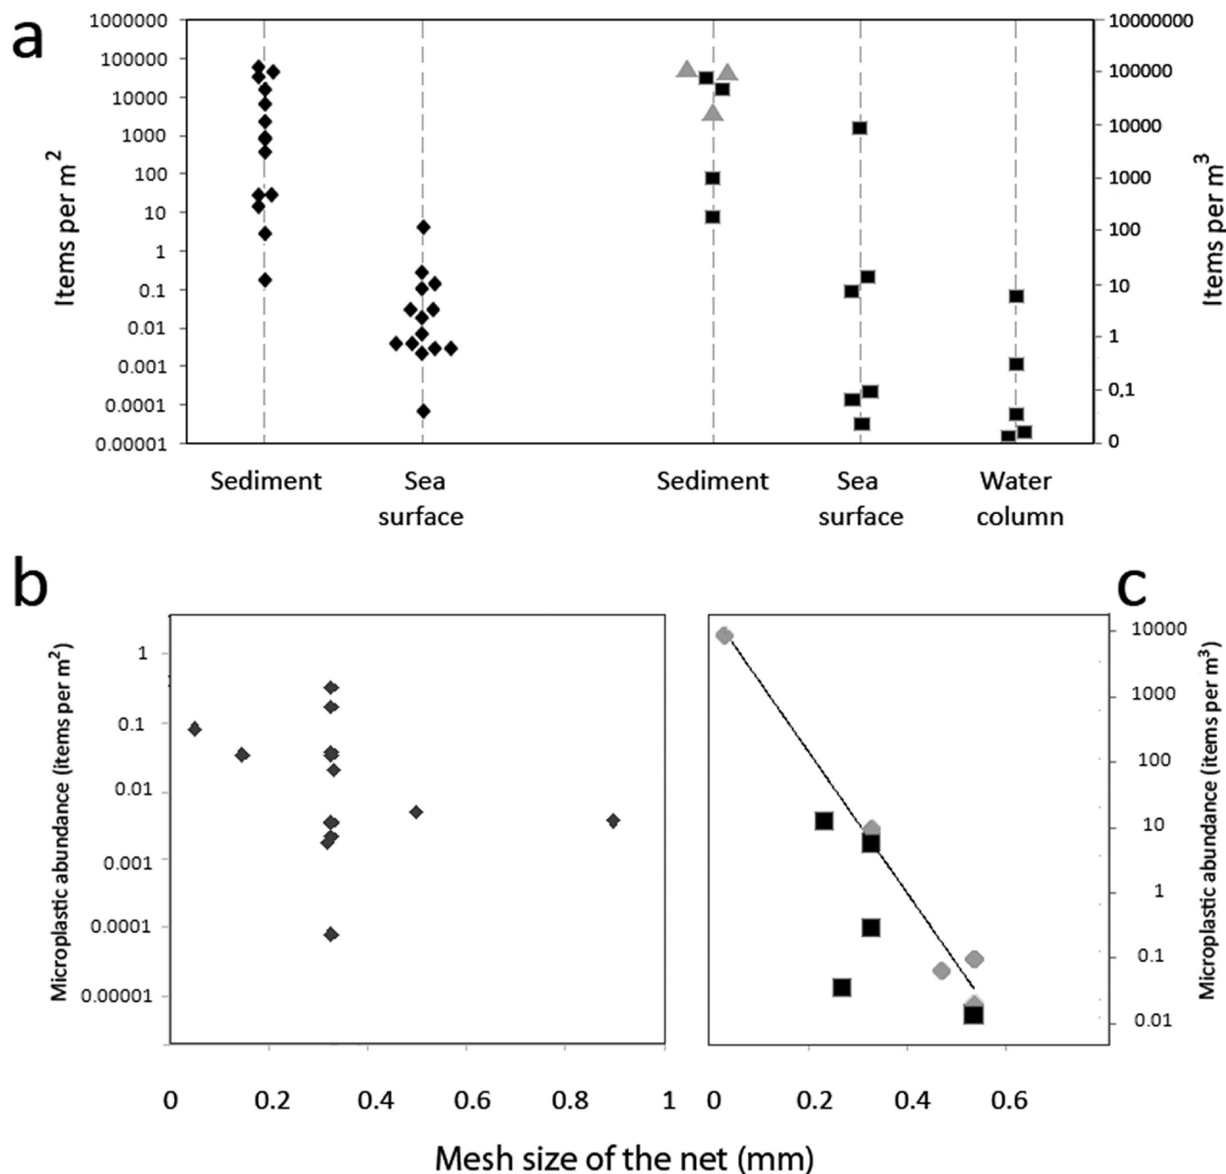 a
1000000
100000
10000
1000
100
10
1
0.1
0.01
0.001
0.0001
0.00001
Items per m2
10000000
100000
10000
1000
100
10
1
0,1
0
Items per m3
Sediment
Sea
surface
Sediment
Sea
surface
Water
column
b
1
0.1
0.01
0.001
0.0001
0.00001
Microplastic abundance (items per m2)
0 0.2 0.4 0.6 0.8 1
c
10000
1000
100
10
1
0.1
0.01
Microplastic abundance (items per m3)
0 0.2 0.4 0.6
Mesh size of the net (mm)